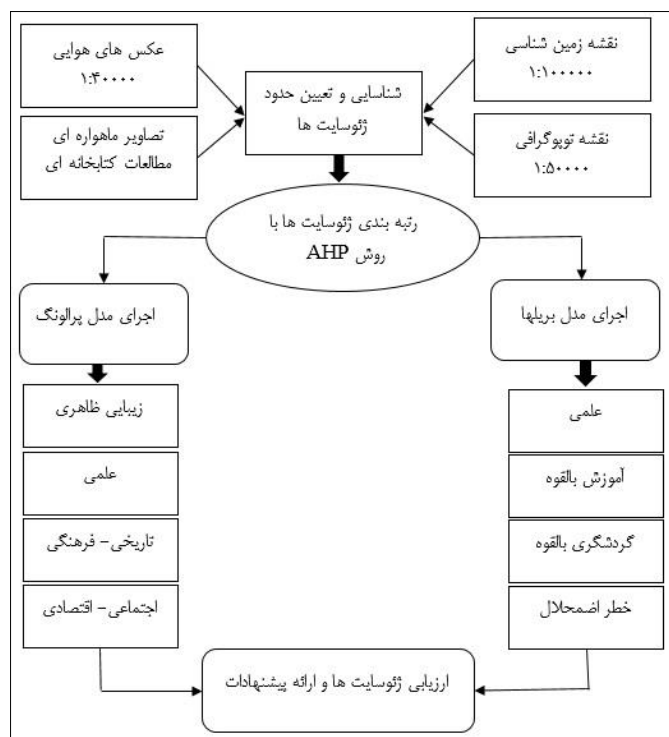 نقشه زمین شناسی
۱:۱۰۰۰۰۰
عکس های هوایی
۱:۴۰۰۰۰
شناسایی و تعیین حدود
ژئوسایت ها
نقشه توپوگرافی
۱:۵۰۰۰۰
تصاویر ماهواره ای
مطالعات کتابخانه ای
رتبه بندی ژئوسایت ها با
روش AHP
اجرای مدل بریلها
اجرای مدل پرالونگ
علمی
آموزش بالقوه
گردشگری بالقوه
خطر اضمحلال
زیبایی ظاهری
علمی
تاریخی- فرهنگی
اجتماعی- اقتصادی
ارزیابی ژئوسایت ها و ارائه پیشنهادات